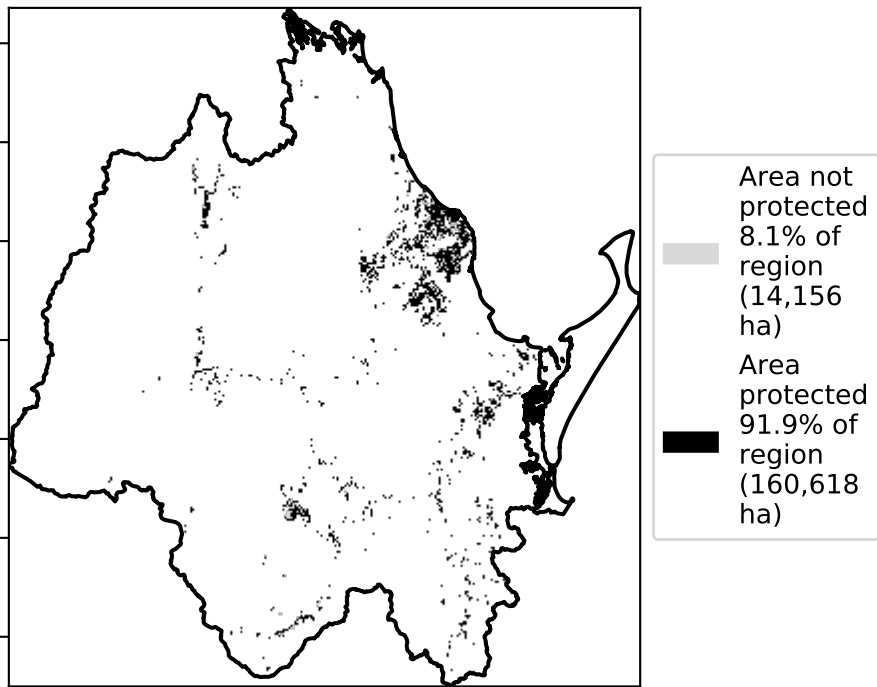 Area not
protected
8.1% of
region
(14,156
ha)
Area
protected
91.9% of
region
(160,618
ha)